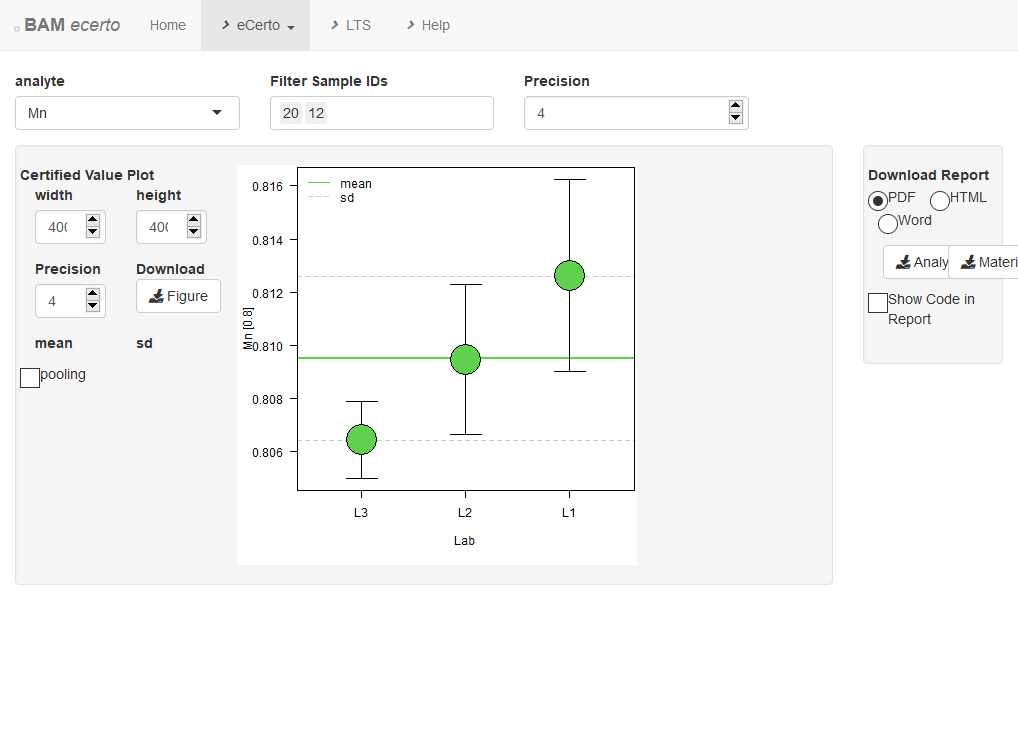 BAM ecerto Home eCerto LTS Help
analyte Filter Sample IDs Precision
Mn 20 12 4
Certified Value Plot
width height
400 400
Precision Download
4 Figure
mean sd
pooling
mean
sd
0.816
0.814
0.812
0.810
0.808
0.806
Mn [0.8]
L3 L2 L1
Lab
Download Report
PDF HTML
Word
Analy Materi
Show Code in
Report